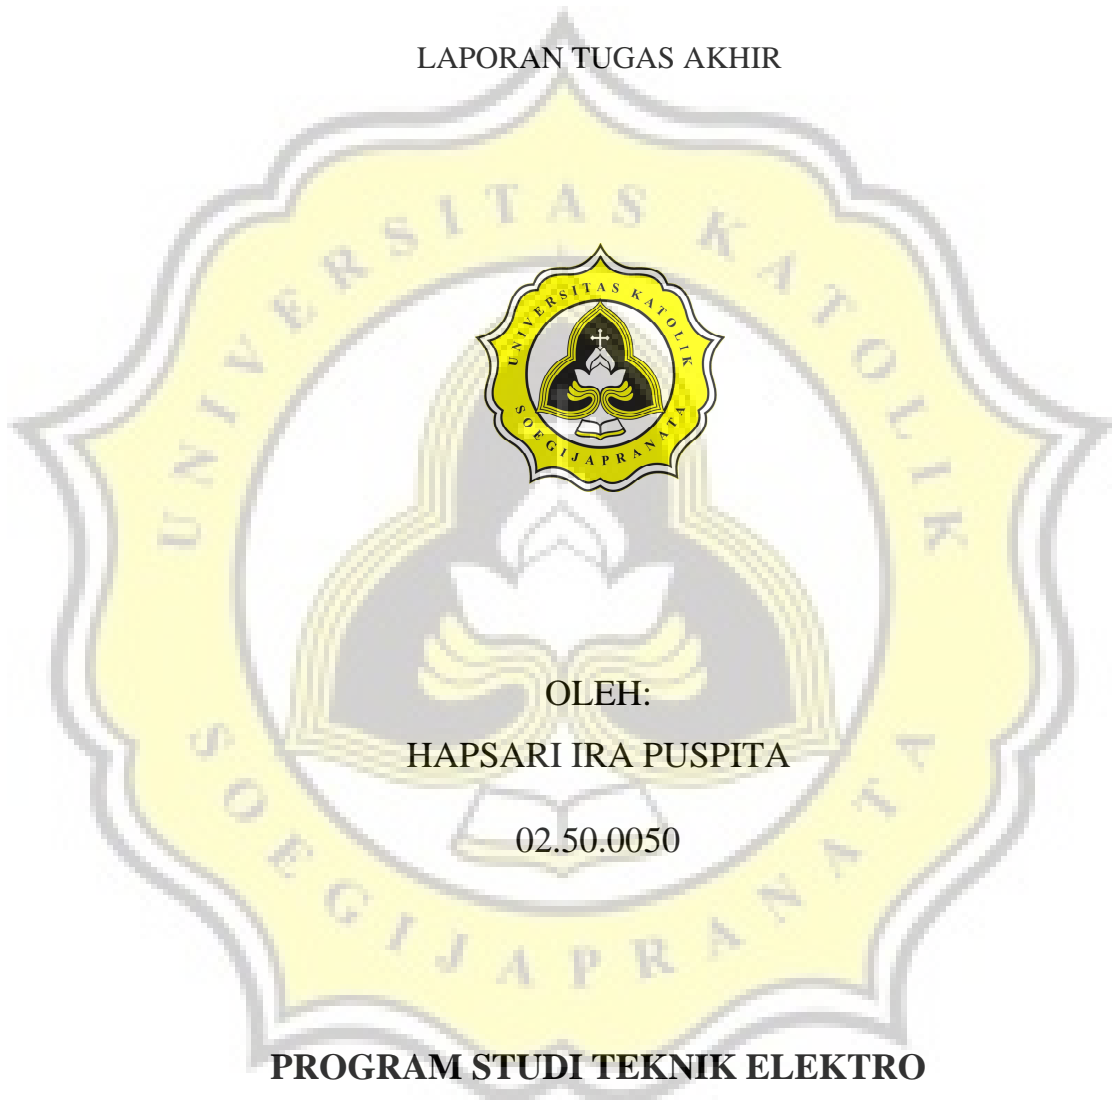 LAPORAN TUGAS AKHIR
UNIVERSITAS KATOLIK
SOEGIJAPRANATA
UNIVERSITAS KATOLIK
SOEGIJAPRANATA
OLEH:
HAPSARI IRA PUSPITA
02.50.0050
PROGRAM STUDI TEKNIK ELEKTRO